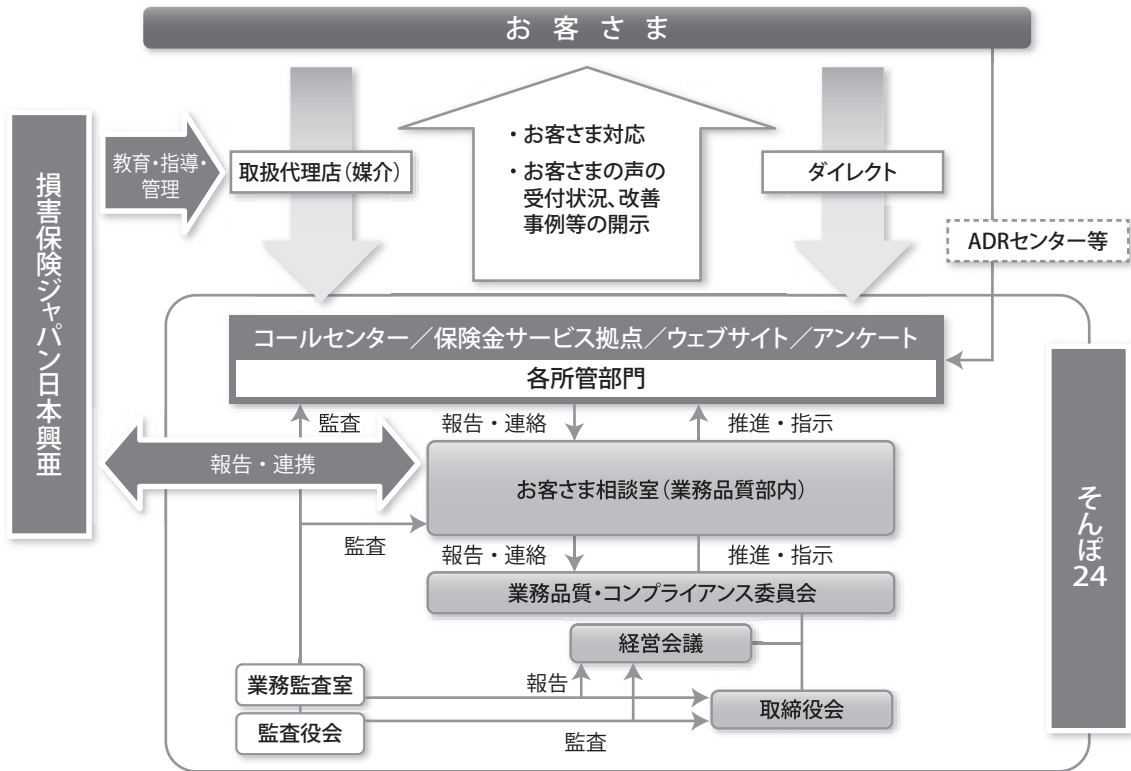 お客さま
・お客さま対応
・お客さまの声の
受付状況、改善
事例等の開示
教育・指導・
管理
取扱代理店（媒介）
ダイレクト
ADRセンター等
損害保険ジャパン日本興亜
コールセンター／保険金サービス拠点／ウェブサイト／アンケート
各所管部門
監査
報告・連絡
推進・指示
報告・連携
お客さま相談室（業務品質部内）
監査
報告・連絡
推進・指示
業務品質・コンプライアンス委員会
経営会議
業務監査室
報告
取締役会
監査役会
監査
そんぽ24